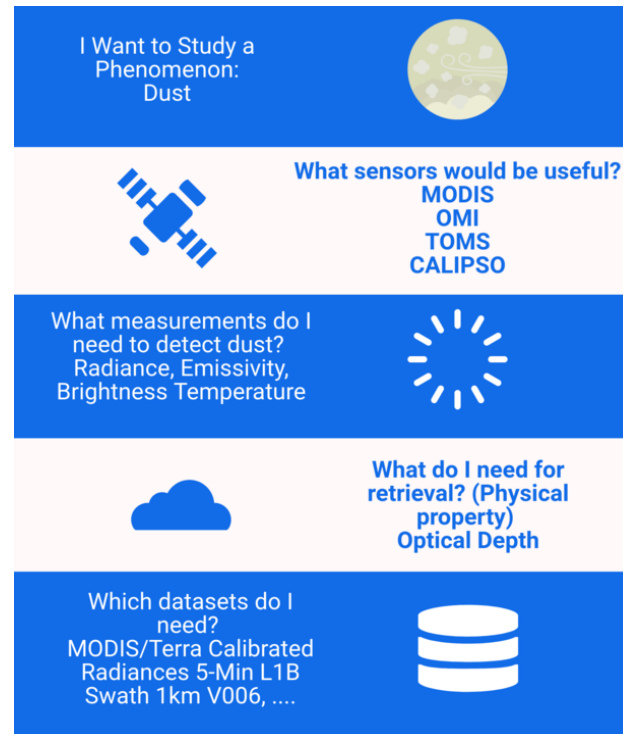 I Want to Study a
Phenomenon:
Dust
What sensors would be useful?
MODIS
OMI
TOMS
CALIPSO
What measurements do I
need to detect dust?
Radiance, Emissivity,
Brightness Temperature
What do I need for
retrieval? (Physical
property)
Optical Depth
Which datasets do I
need?
MODIS/Terra Calibrated
Radiances 5-Min L1B
Swath 1km V006, ....